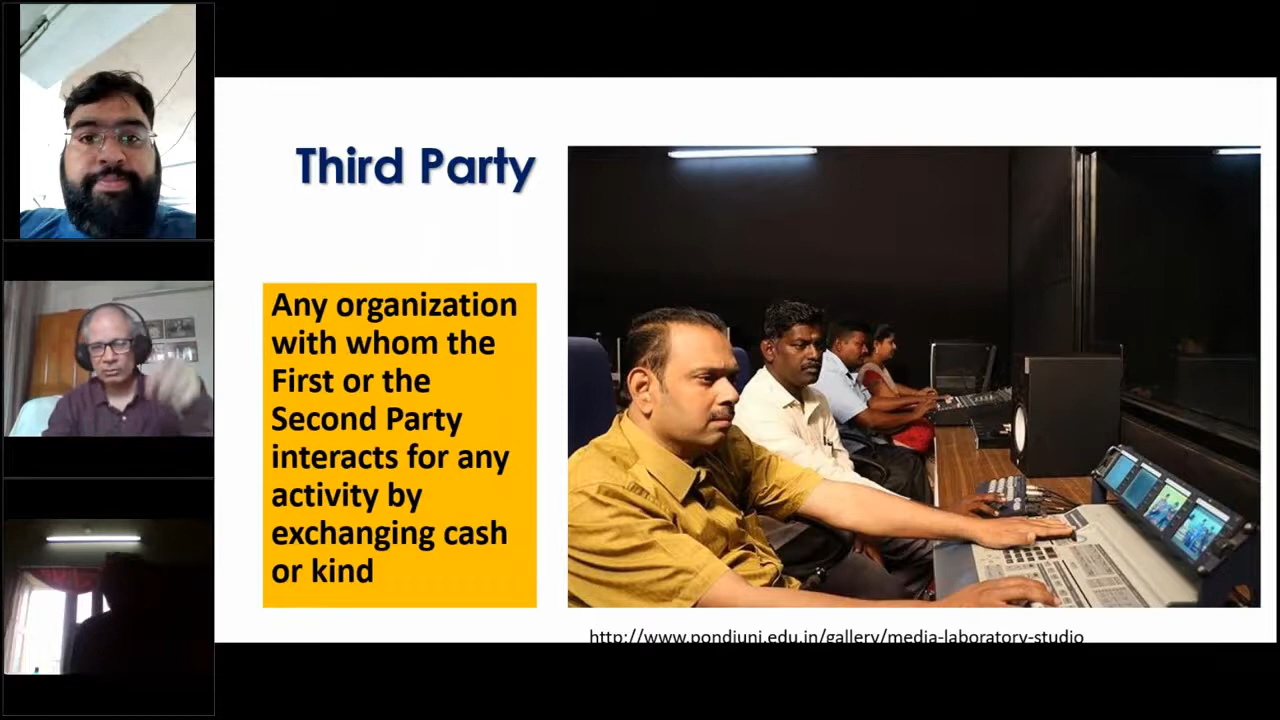 Third Party
Any organization
with whom the
First or the
Second Party
interacts for any
activity by
exchanging cash
or kind
http://www.pondiuni.edu.in/gallery/media-laboratory-studio